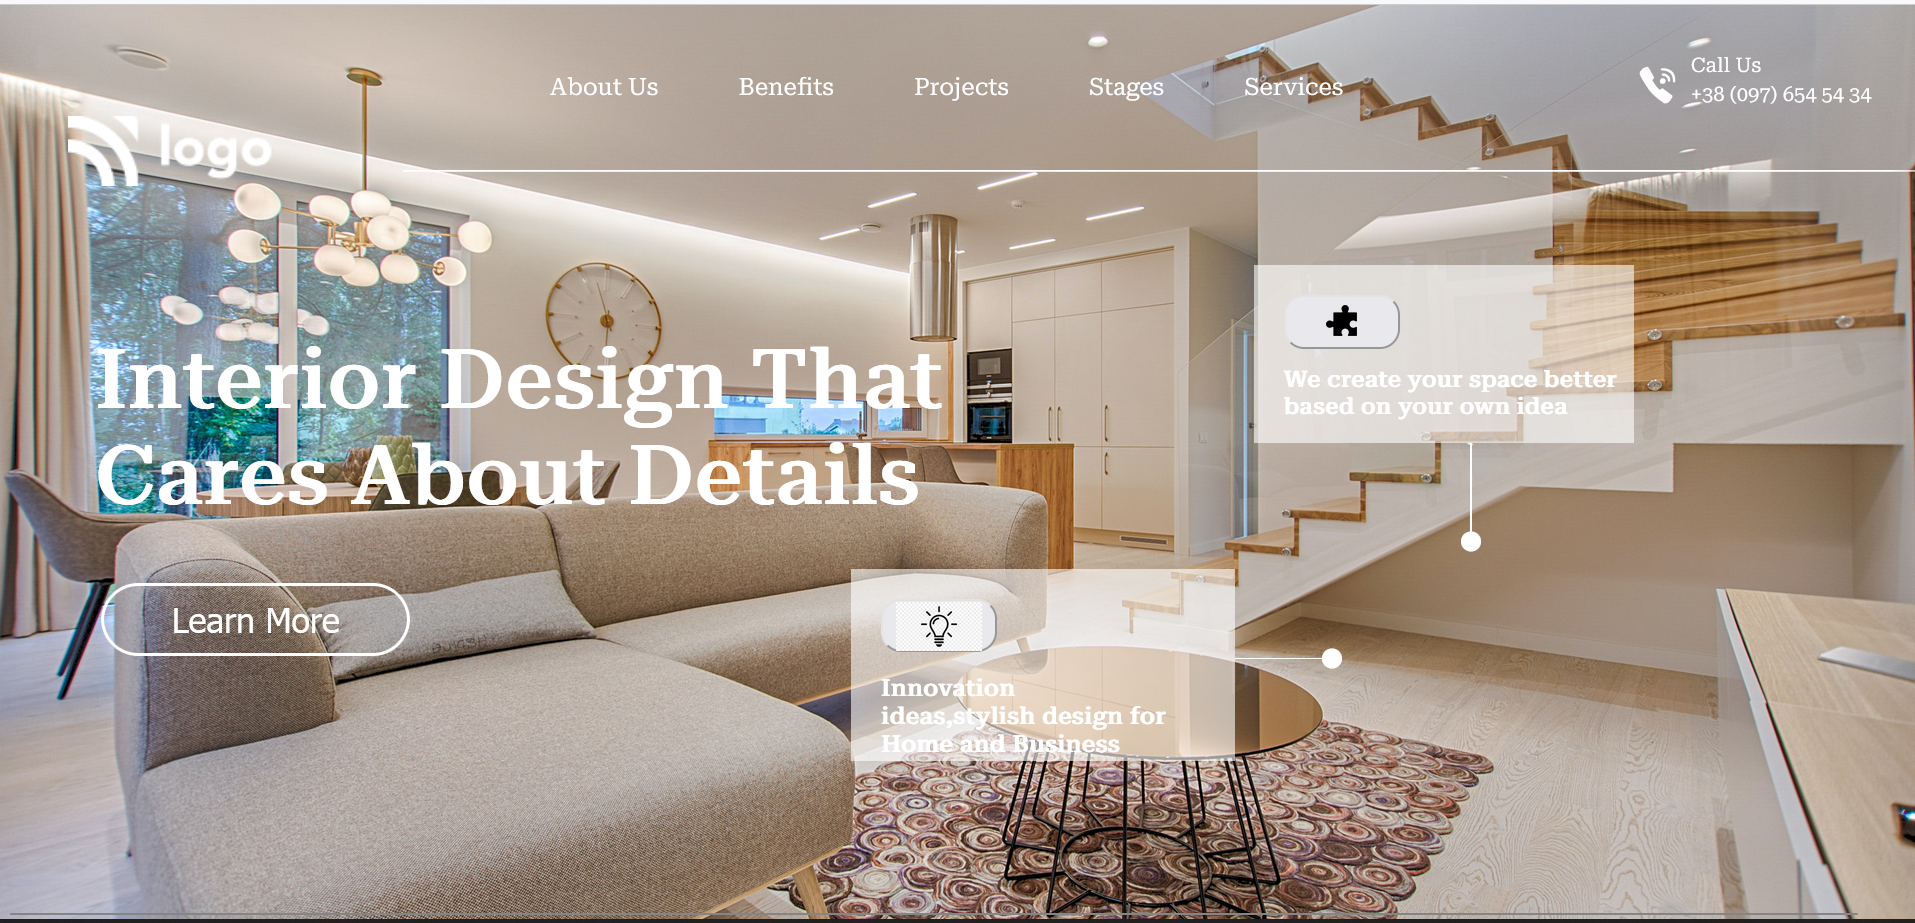 About Us
Benefits
Projects
Stages
Services
Call Us
+38 (097) 654 54 34
logo
Interior Design That
Cares About Details
Learn More
We create your space better
based on your own idea
Innovation
ideas,stylish design for
Home and Business